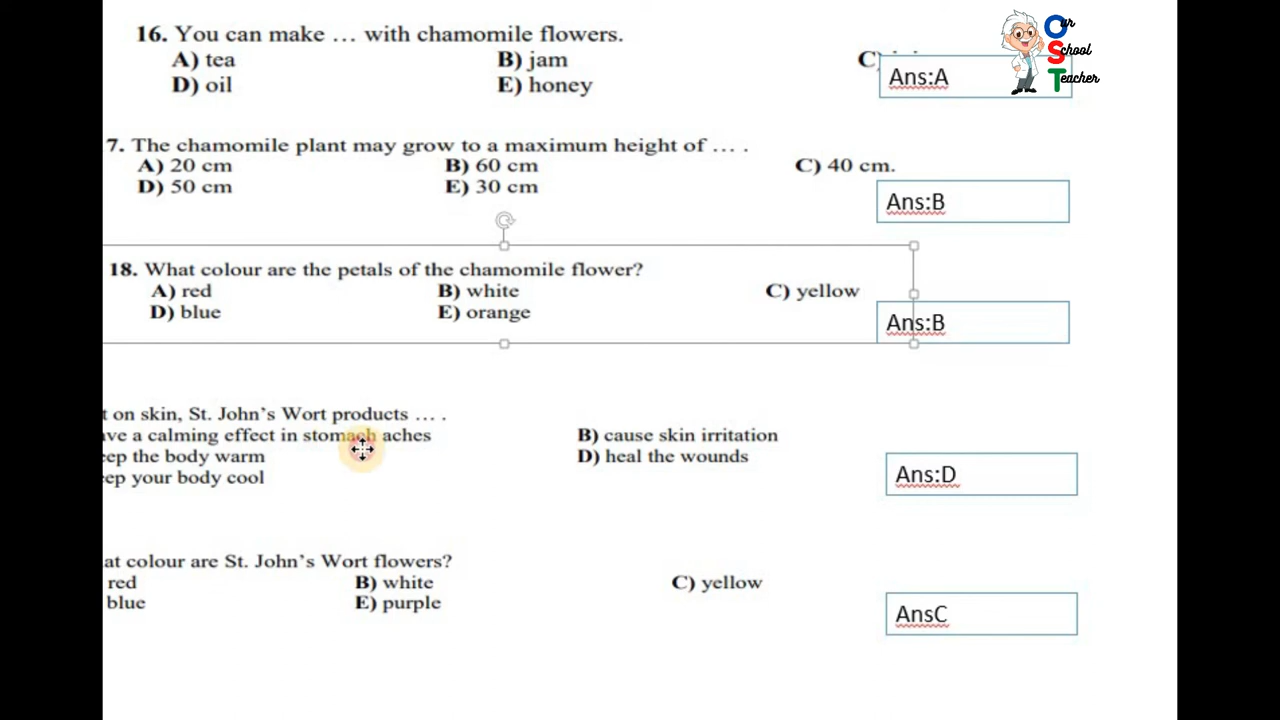 16. You can make … with chamomile flowers.
A) tea B) jam C)
D) oil E) honey
Ans:A
Our
School
Teacher
7. The chamomile plant may grow to a maximum height of … .
A) 20 cm B) 60 cm C) 40 cm.
D) 50 cm E) 30 cm
Ans:B
18. What colour are the petals of the chamomile flower?
A) red B) white C) yellow
D) blue E) orange
Ans:B
t on skin, St. John’s Wort products … .
ve a calming effect in stomach aches B) cause skin irritation
ep the body warm D) heal the wounds
ep your body cool
Ans:D
at colour are St. John’s Wort flowers?
red B) white C) yellow
blue E) purple
AnsC